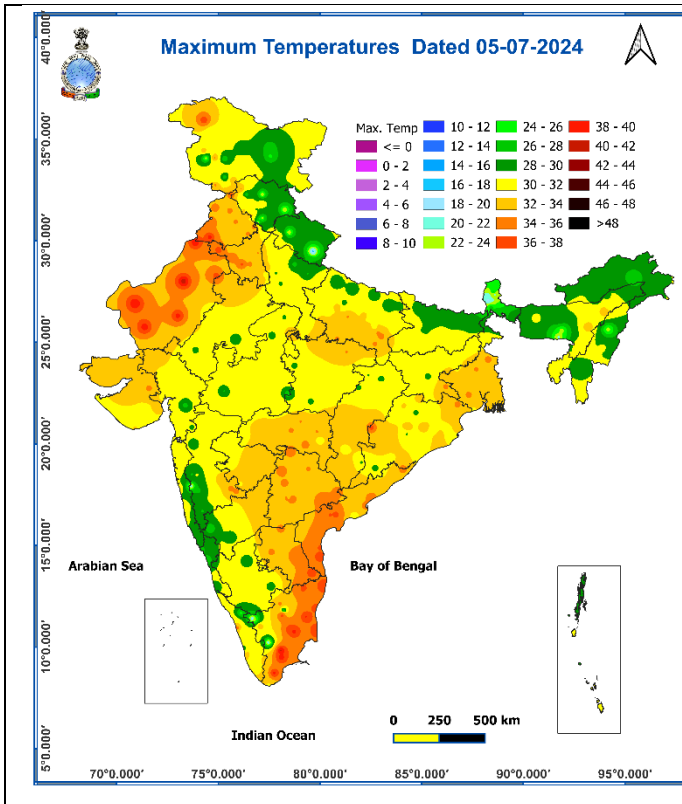 Maximum Temperatures Dated 05-07-2024
40°0.000'
35°0.000'
30°0.000'
25°0.000'
20°0.000'
15°0.000'
10°0.000'
5°0.000'
Max. Temp
<= 0
0 - 2
2 - 4
4 - 6
6 - 8
8 - 10
10 - 12
12 - 14
14 - 16
16 - 18
18 - 20
20 - 22
22 - 24
24 - 26
26 - 28
28 - 30
30 - 32
32 - 34
34 - 36
36 - 38
38 - 40
40 - 42
42 - 44
44 - 46
46 - 48
>48
Arabian Sea
Bay of Bengal
Indian Ocean
0 250 500 km
70°0.000' 75°0.000' 80°0.000' 85°0.000' 90°0.000' 95°0.000'